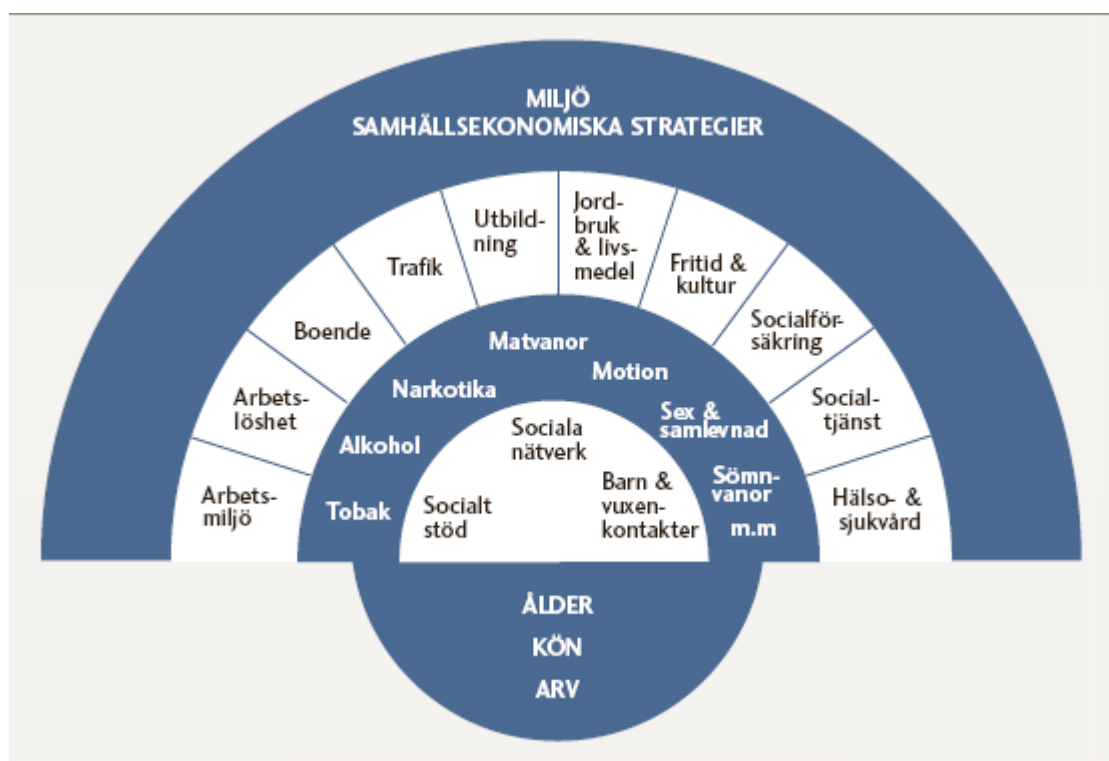 MILJÖ
SAMHÄLLSEKONOMISKA STRATEGIER
Arbets-
miljö
Arbets-
löshet
Boende
Trafik
Utbild-
ning
Jord-
bruk
& livs-
medel
Fritid &
kultur
Socialför-
säkring
Social-
tjänst
Hälso- &
sjukvård
Tobak
Alkohol
Narkotika
Matvanor
Motion
Sex &
samlevnad
Sömn-
vanor
m.m
Socialt
stöd
Sociala
nätverk
Barn &
vuxen-
kontakter
ÅLDER
KÖN
ARV